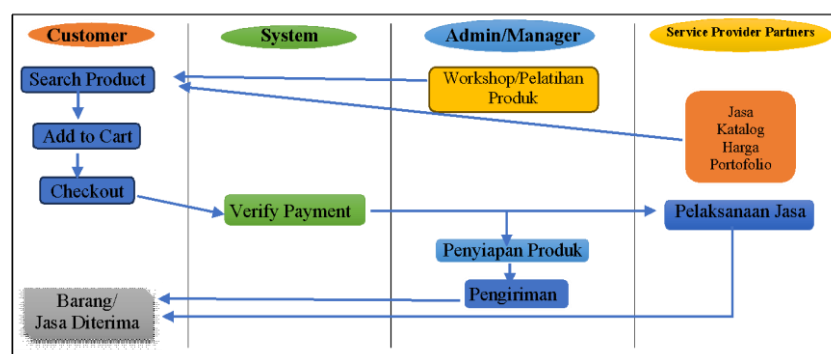 Customer
System
Admin/Manager
Service Provider Partners
Search Product
Workshop/Pelatihan
Produk
Jasa
Katalog
Harga
Portofolio
Add to Cart
Checkout
Verify Payment
Pelaksanaan Jasa
Penyiapan Produk
Pengiriman
Barang/
Jasa Diterima